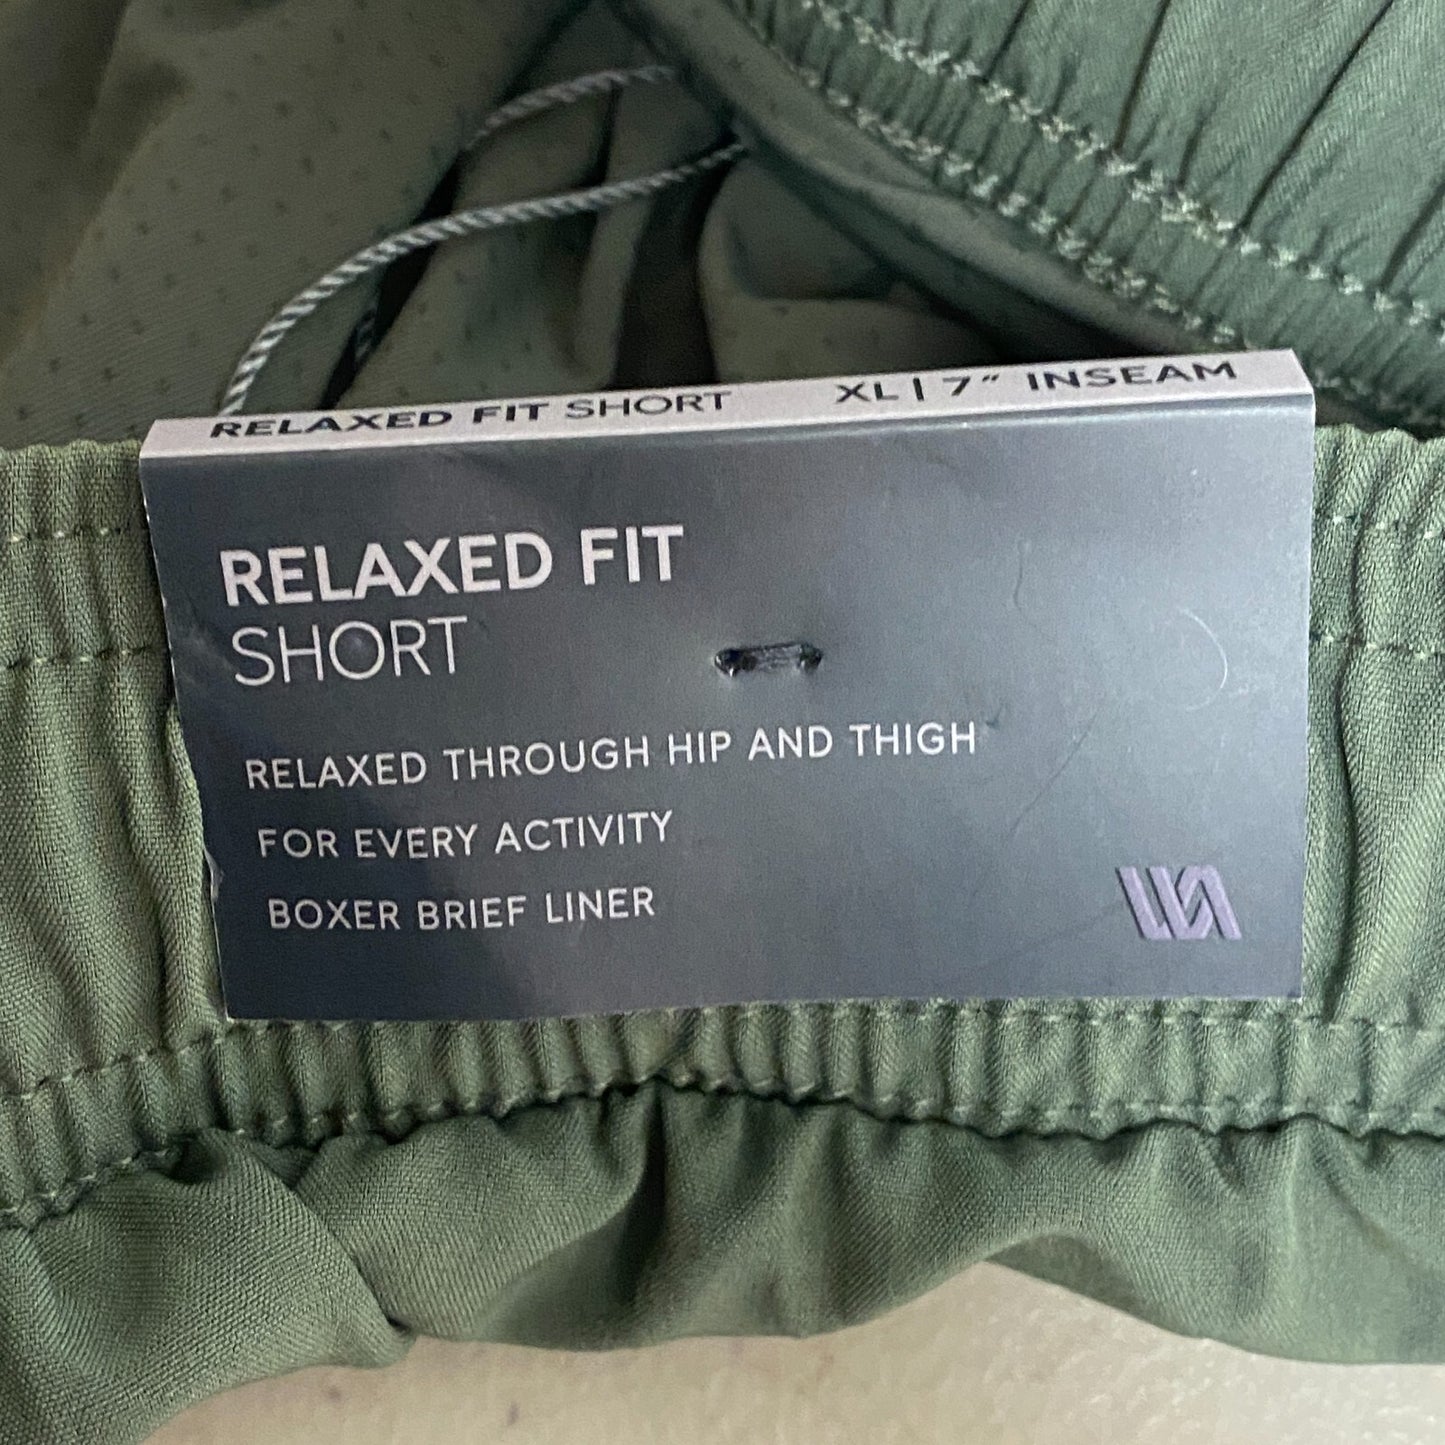 RELAXED FIT SHORT XL | 7" INSEAM
RELAXED FIT
SHORT
RELAXED THROUGH HIP AND THIGH
FOR EVERY ACTIVITY
BOXER BRIEF LINER